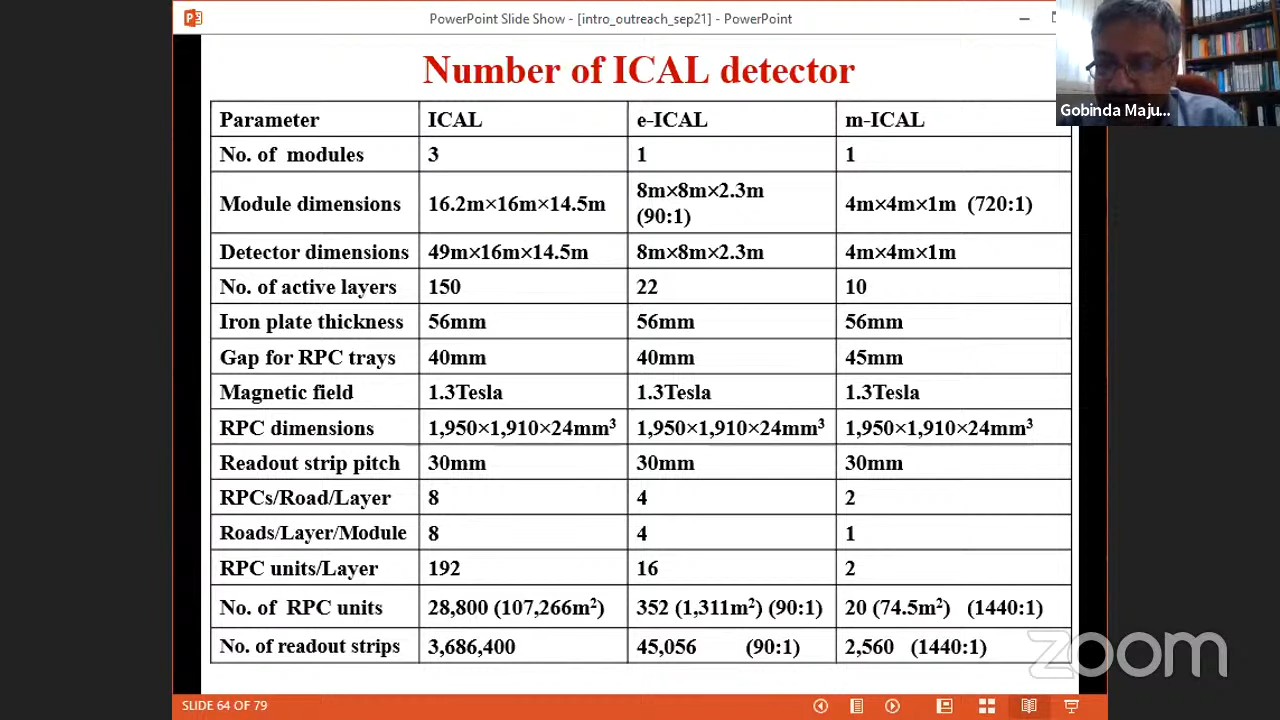 PowerPoint Slide Show - [intro_outreach_sep21] - PowerPoint
Gobinda Maju...
Number of ICAL detector
Parameter ICAL e-ICAL m-ICAL
No. of modules 3 1 1
Module dimensions 16.2m×16m×14.5m 8m×8m×2.3m (90:1) 4m×4m×1m (720:1)
Detector dimensions 49m×16m×14.5m 8m×8m×2.3m 4m×4m×1m
No. of active layers 150 22 10
Iron plate thickness 56mm 56mm 56mm
Gap for RPC trays 40mm 40mm 45mm
Magnetic field 1.3Tesla 1.3Tesla 1.3Tesla
RPC dimensions 1,950×1,910×24mm³ 1,950×1,910×24mm³ 1,950×1,910×24mm³
Readout strip pitch 30mm 30mm 30mm
RPCs/Road/Layer 8 4 2
Roads/Layer/Module 8 4 1
RPC units/Layer 192 16 2
No. of RPC units 28,800 (107,266m²) 352 (1,311m²) (90:1) 20 (74.5m²) (1440:1)
No. of readout strips 3,686,400 45,056 (90:1) 2,560 (1440:1)
zoom
SLIDE 64 OF 79